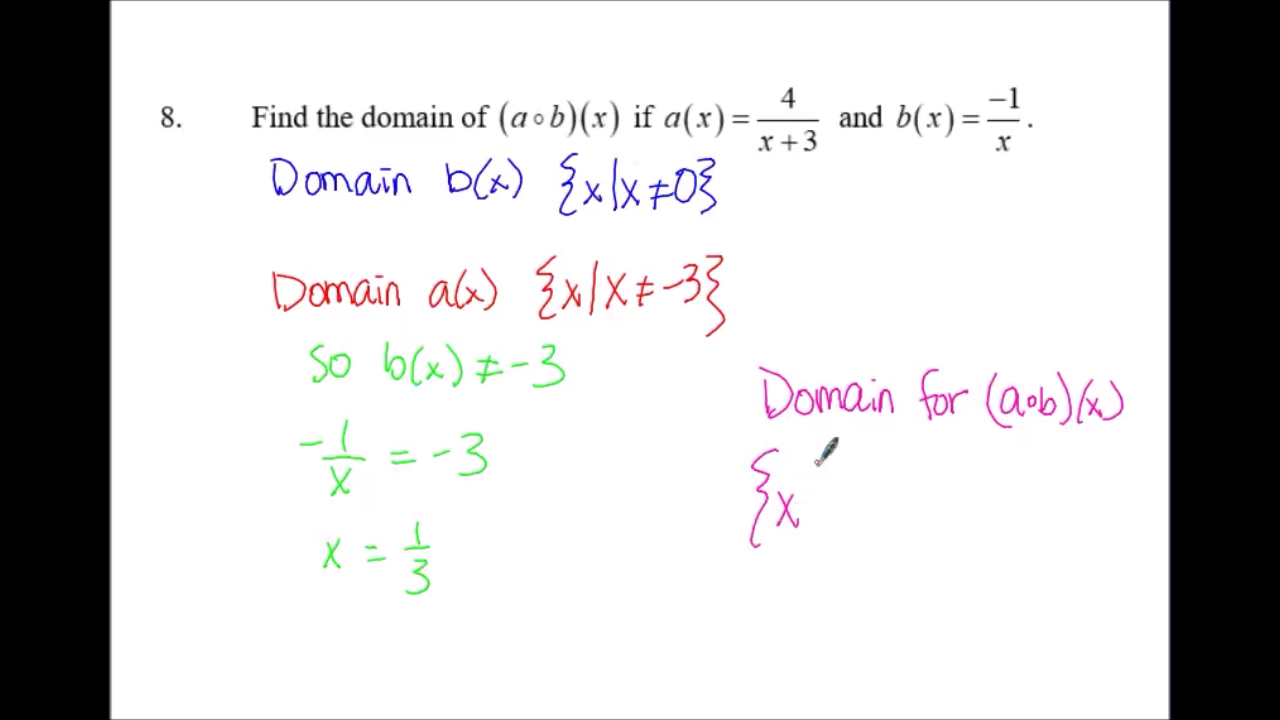 8. Find the domain of (a∘b)(x) if a(x) = 4/(x+3) and b(x) = −1/x.
Domain b(x) {x|x≠0}
Domain a(x) {x|x≠-3}
So b(x) ≠ -3
-1/x = -3
x = 1/3
Domain for (a∘b)(x)
{x